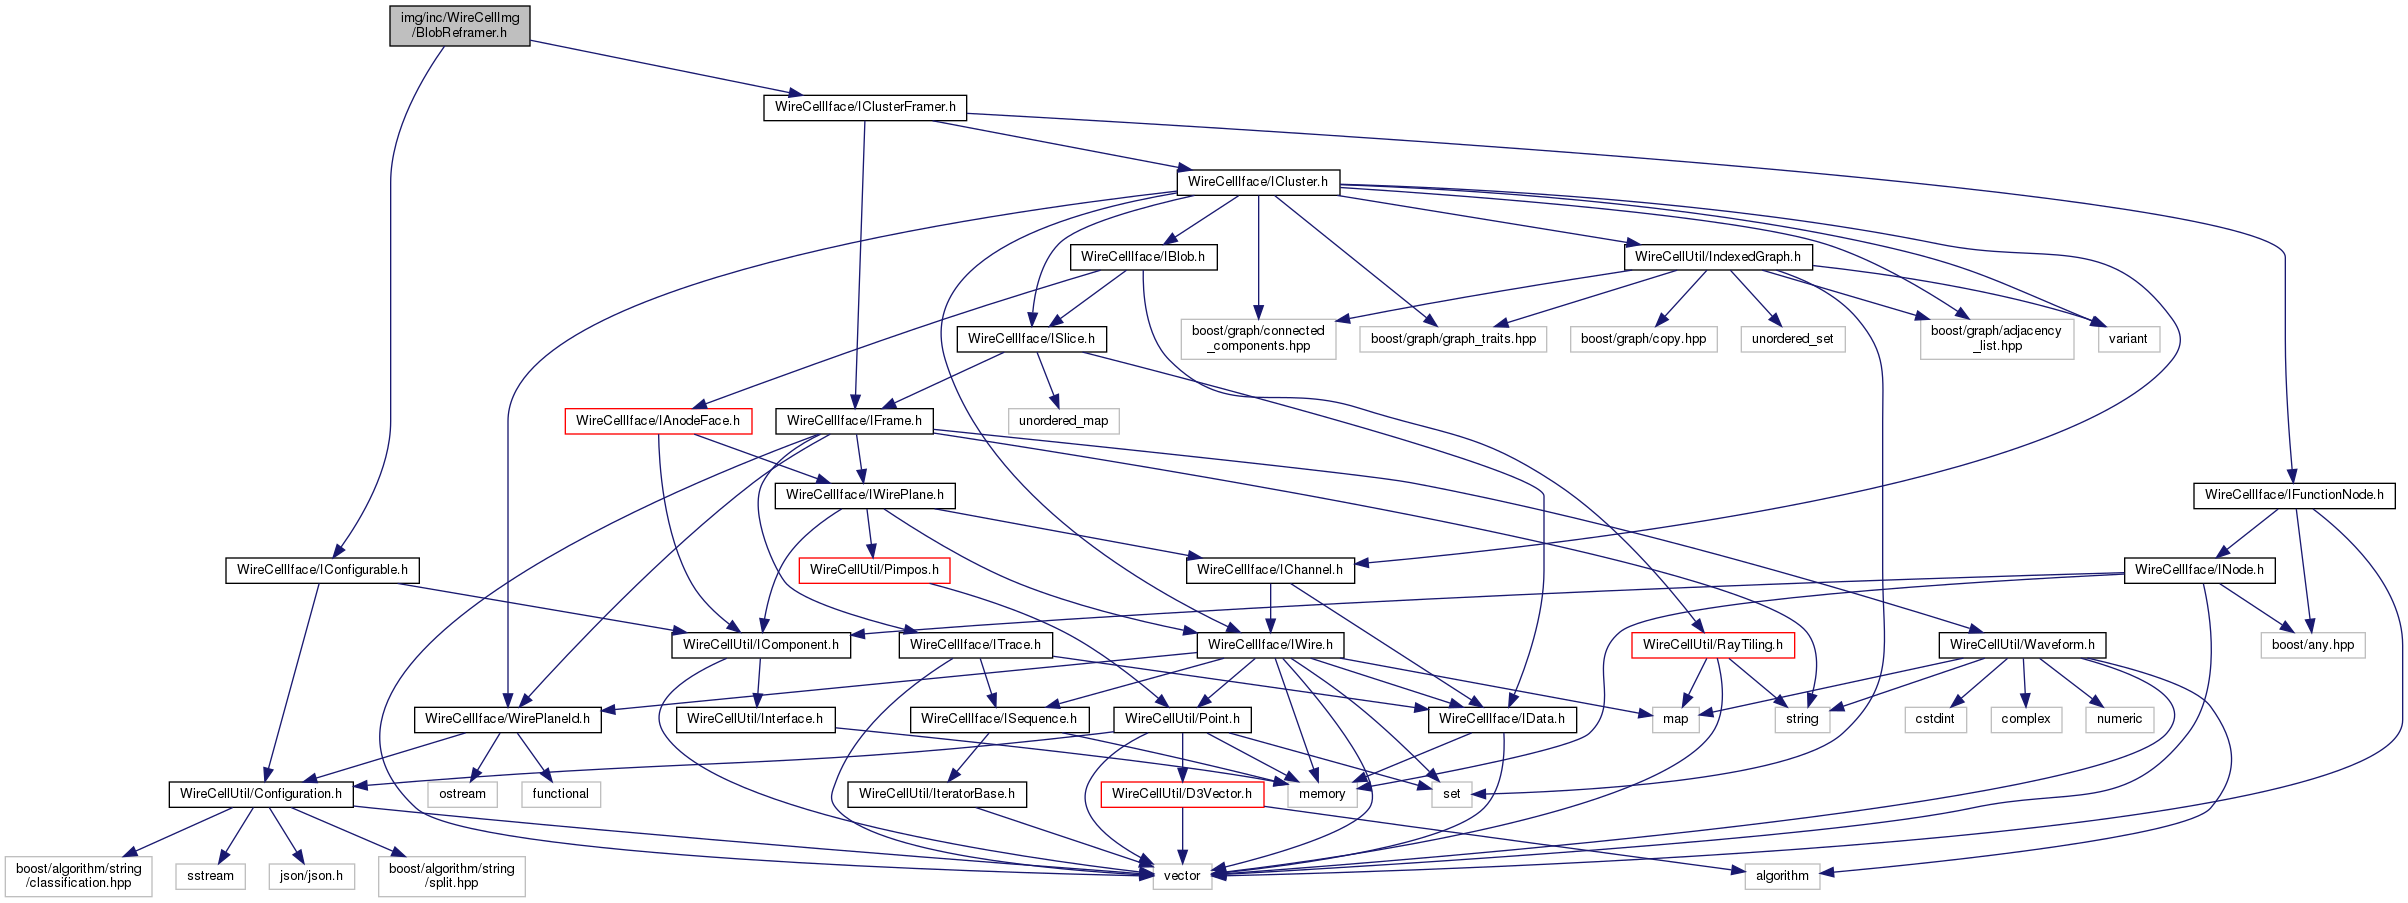 img/inc/WireCellImg
/BlobReframer.h
WireCellIface/IClusterFramer.h
WireCellIface/ICluster.h
WireCellIface/IBlob.h
WireCellUtil/IndexedGraph.h
WireCellIface/ISlice.h
boost/graph/connected
_components.hpp
boost/graph/graph_traits.hpp
boost/graph/copy.hpp
unordered_set
boost/graph/adjacency
_list.hpp
variant
WireCellIface/IAnodeFace.h
WireCellIface/IFrame.h
unordered_map
WireCellIface/IWirePlane.h
WireCellIface/IFunctionNode.h
WireCellIface/IConfigurable.h
WireCellUtil/Pimpos.h
WireCellIface/IChannel.h
WireCellIface/INode.h
WireCellUtil/IComponent.h
WireCellIface/ITrace.h
WireCellIface/IWire.h
WireCellUtil/RayTiling.h
WireCellUtil/Waveform.h
boost/any.hpp
WireCellIface/WirePlaneId.h
WireCellUtil/Interface.h
WireCellIface/ISequence.h
WireCellUtil/Point.h
WireCellIface/IData.h
map
string
cstdint
complex
numeric
WireCellUtil/Configuration.h
ostream
functional
WireCellUtil/IteratorBase.h
WireCellUtil/D3Vector.h
memory
set
boost/algorithm/string
/classification.hpp
sstream
json/json.h
boost/algorithm/string
/split.hpp
vector
algorithm